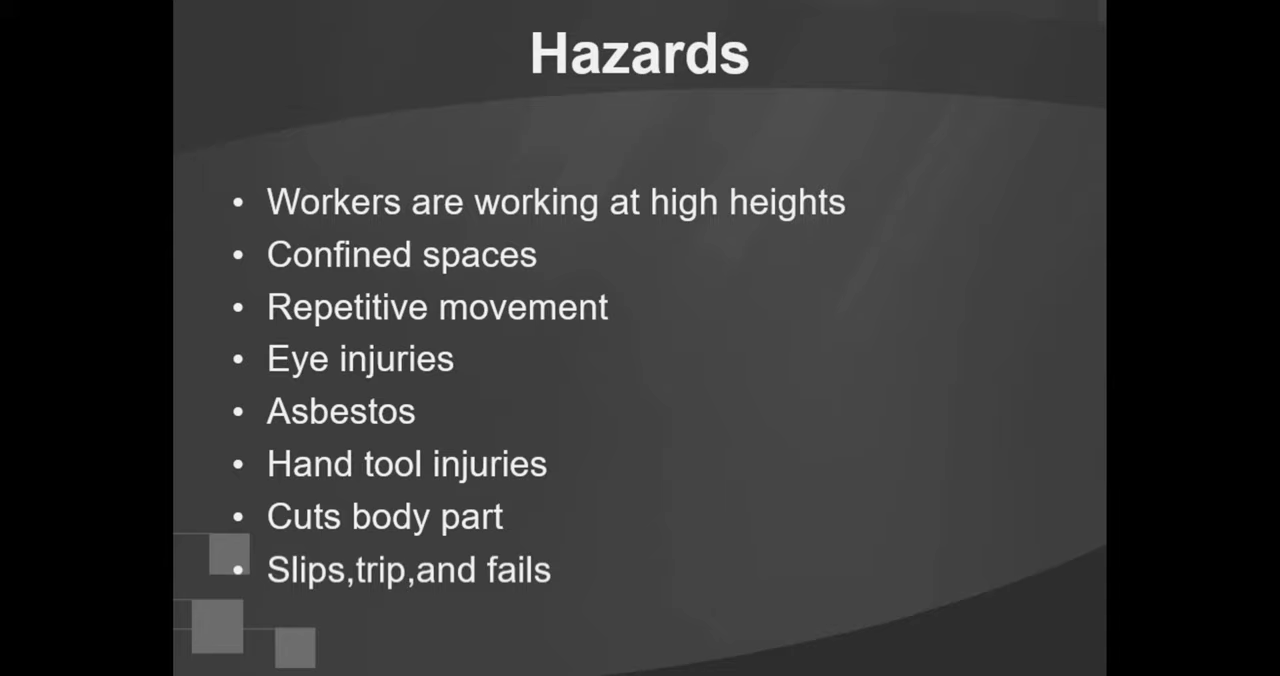 Hazards
• Workers are working at high heights
• Confined spaces
• Repetitive movement
• Eye injuries
• Asbestos
• Hand tool injuries
• Cuts body part
• Slips,trip,and fails